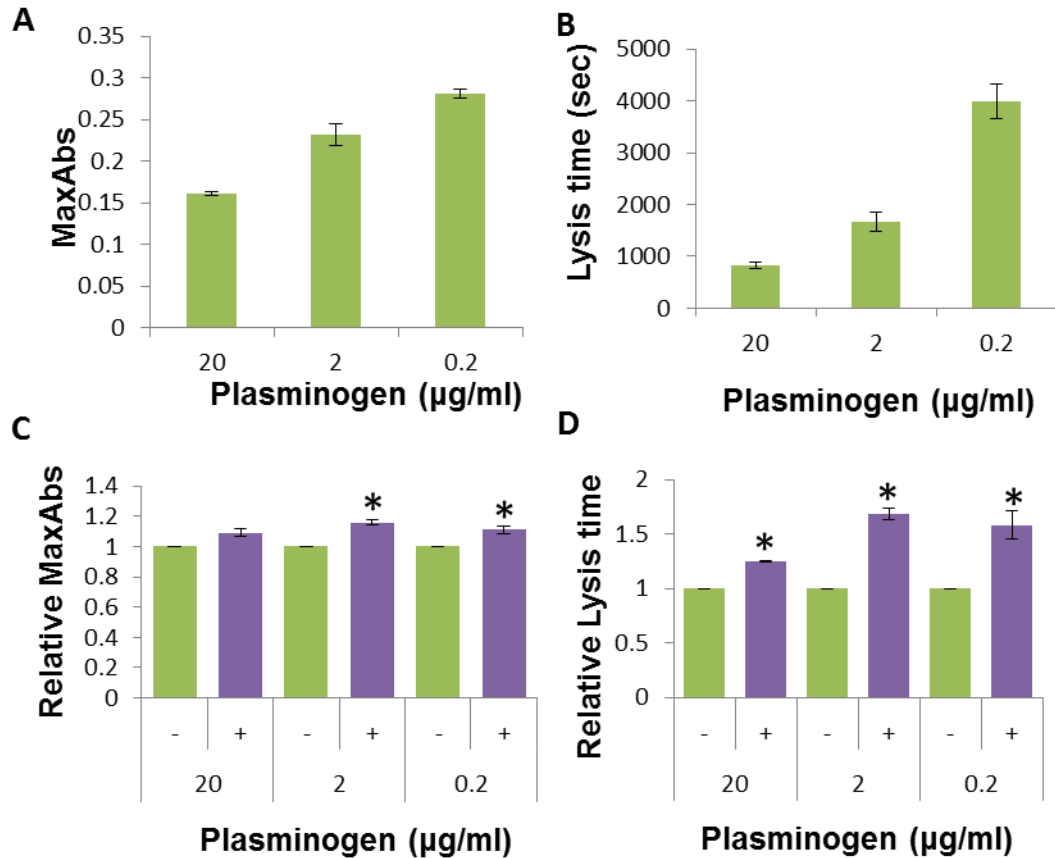 A
MaxAbs
0.35
0.3
0.25
0.2
0.15
0.1
0.05
0
20 2 0.2
Plasminogen (µg/ml)
B
Lysis time (sec)
5000
4000
3000
2000
1000
0
20 2 0.2
Plasminogen (µg/ml)
C
Relative MaxAbs
1.4
1.2
1
0.8
0.6
0.4
0.2
0
* *
- + - + - +
20 2 0.2
Plasminogen (µg/ml)
D
Relative Lysis time
2
1.5
1
0.5
0
* * *
- + - + - +
20 2 0.2
Plasminogen (µg/ml)